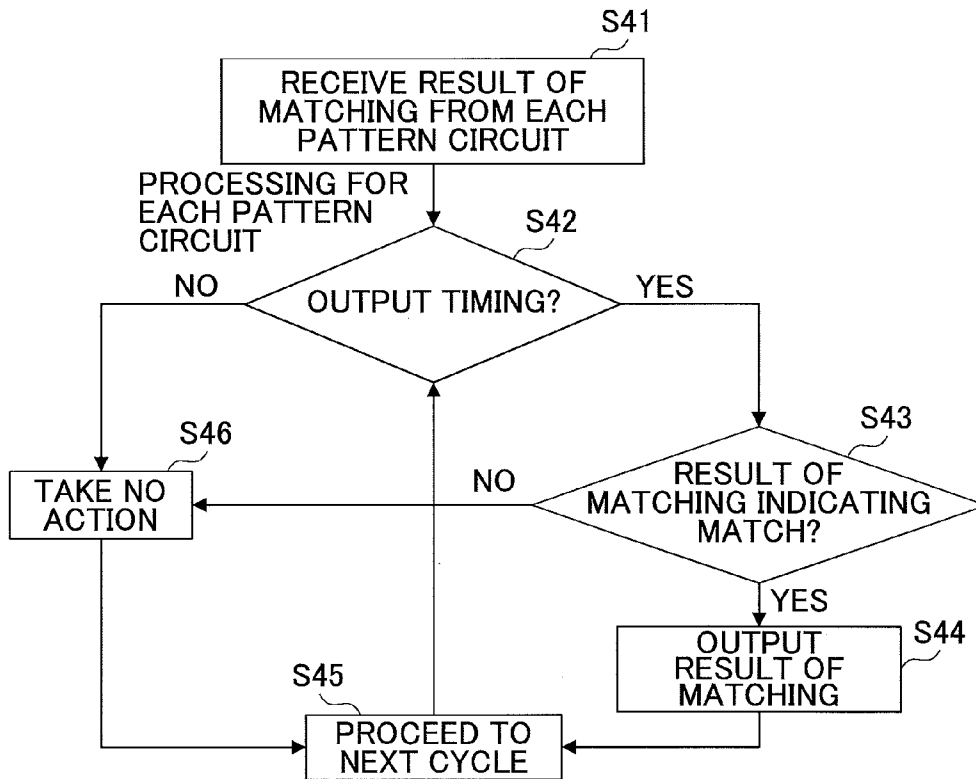 S41
RECEIVE RESULT OF
MATCHING FROM EACH
PATTERN CIRCUIT
PROCESSING FOR
EACH PATTERN
CIRCUIT
S42
NO
OUTPUT TIMING?
YES
S43
RESULT OF
MATCHING INDICATING
MATCH?
NO
S46
TAKE NO
ACTION
YES
S44
OUTPUT
RESULT OF
MATCHING
S45
PROCEED TO
NEXT CYCLE